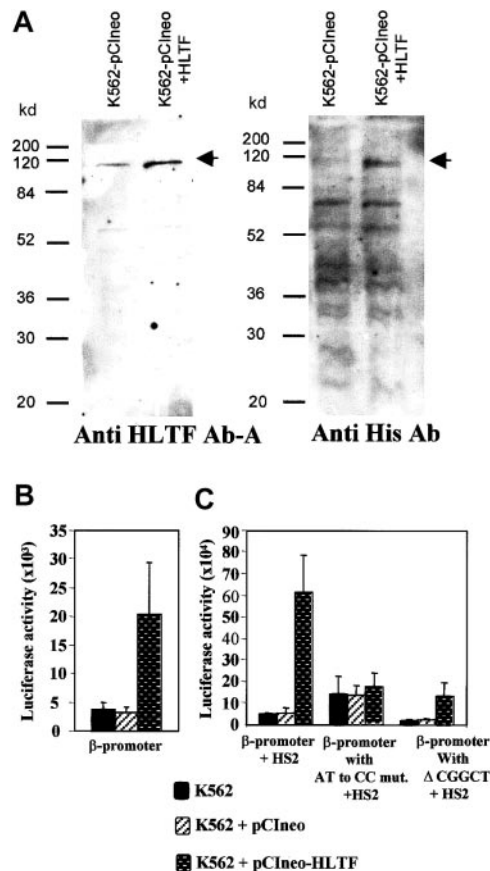 A
K562-pCIneo
K562-pCIneo
+HLTF
kd
200
120
84
52
36
30
20
Anti HLTF Ab-A
K562-pCIneo
K562-pCIneo
+HLTF
kd
200
120
84
52
36
30
20
Anti His Ab
B
Luciferase activity (x10³)
35
30
25
20
15
10
5
0
β-promoter
C
Luciferase activity (x10⁴)
90
80
70
60
50
40
30
20
10
0
β-promoter
+ HS2
β-promoter
with
AT to CC mut.
+HS2
β-promoter
With
Δ CGGCT
+ HS2
K562
K562 + pCIneo
K562 + pCIneo-HLTF